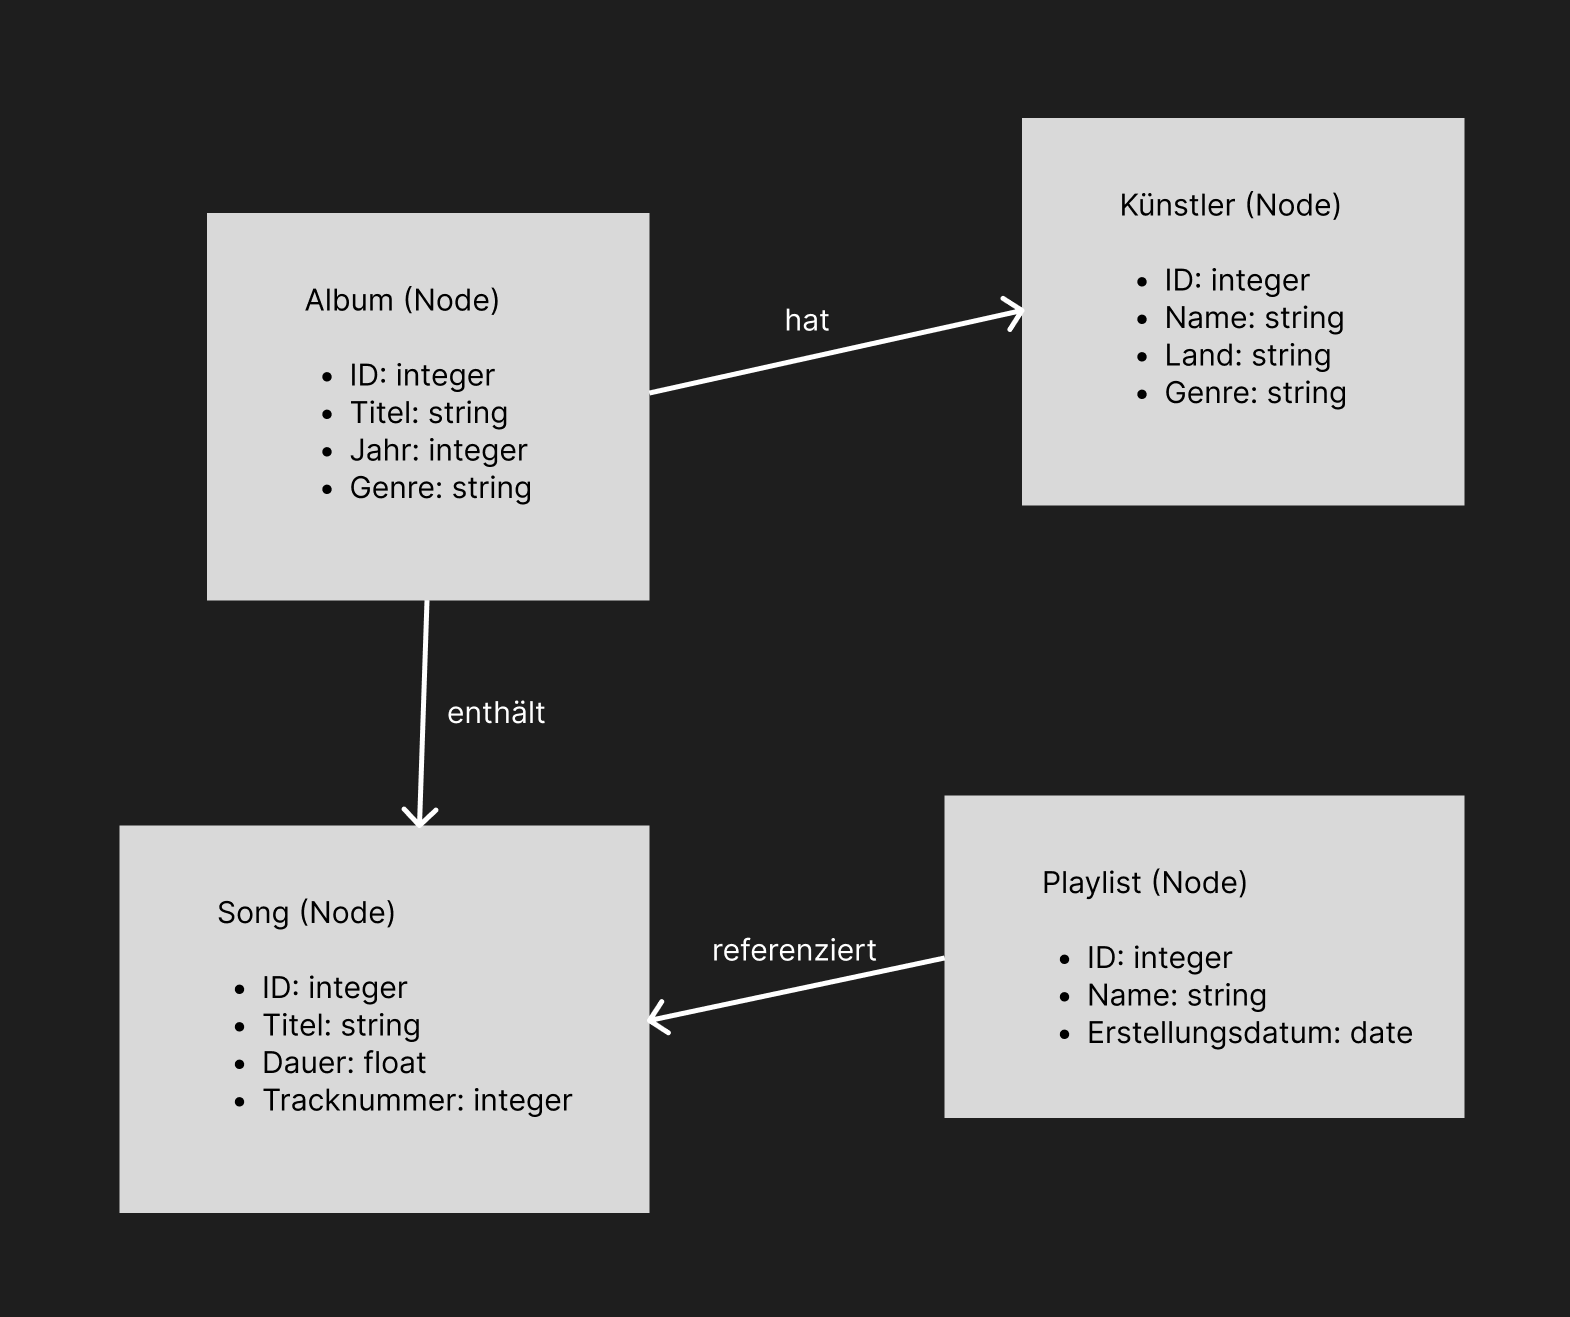 Album (Node)
• ID: integer
• Titel: string
• Jahr: integer
• Genre: string
hat
Künstler (Node)
• ID: integer
• Name: string
• Land: string
• Genre: string
enthält
Song (Node)
• ID: integer
• Titel: string
• Dauer: float
• Tracknummer: integer
referenziert
Playlist (Node)
• ID: integer
• Name: string
• Erstellungsdatum: date